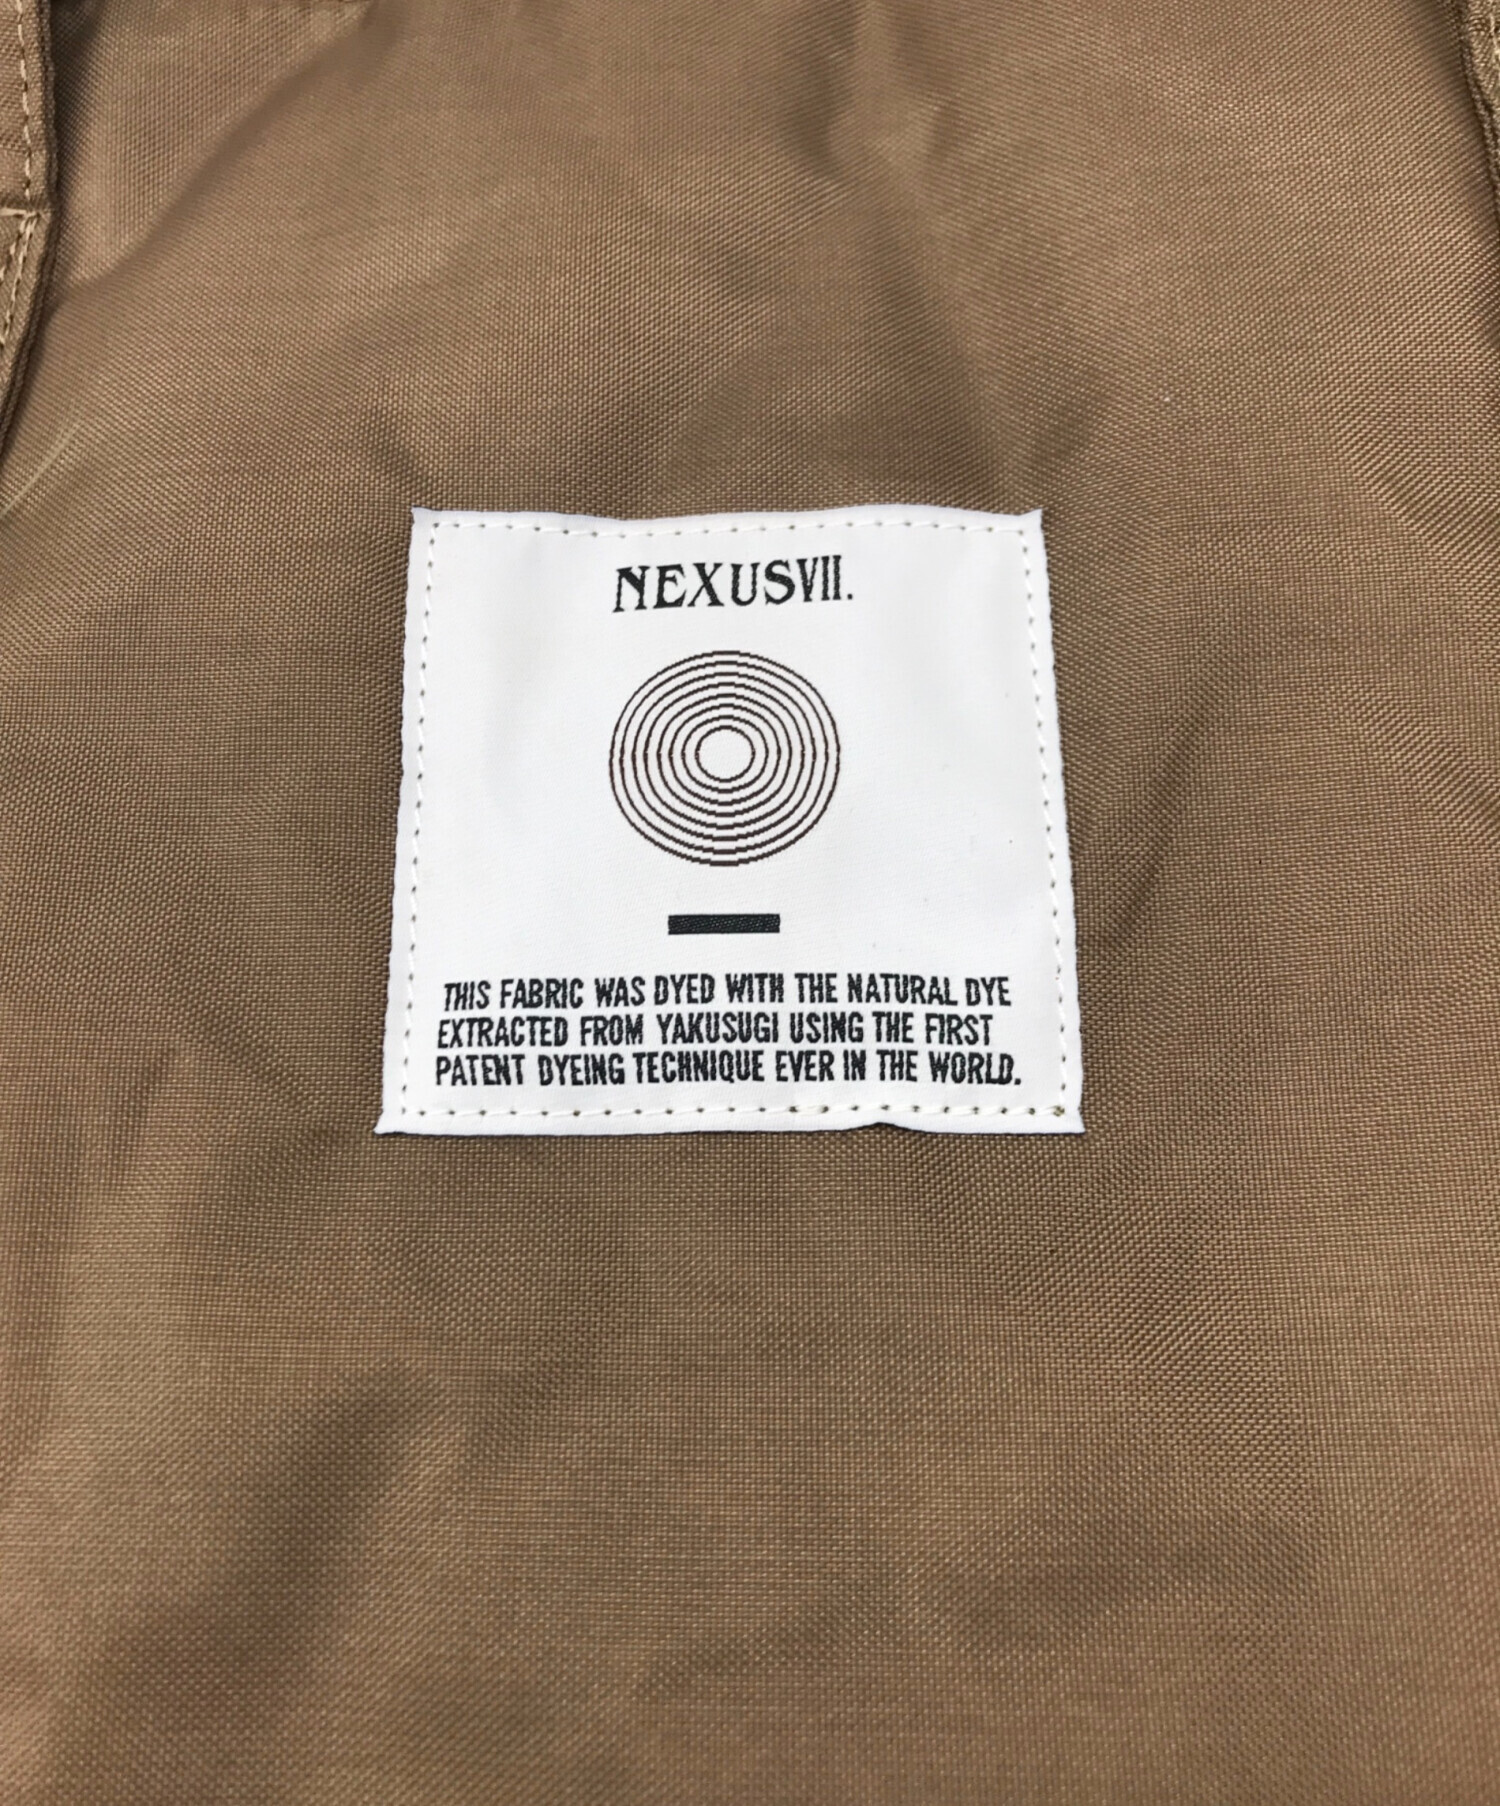 NEXUSVII.
THIS FABRIC WAS DYED WITH THE NATURAL DYE
EXTRACTED FROM YAKUSUGI USING THE FIRST
PATENT DYEING TECHNIQUE EVER IN THE WORLD.